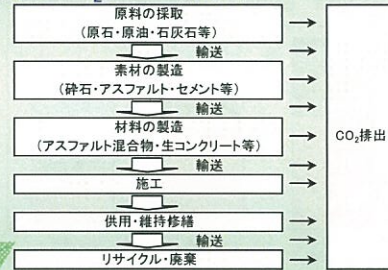 原料の採取
(原石・原油・石灰石等)
輸送
素材の製造
(砕石・アスファルト・セメント等)
輸送
材料の製造
(アスファルト混合物・生コンクリート等)
輸送
施工
供用・維持修繕
輸送
リサイクル・廃棄
CO₂排出